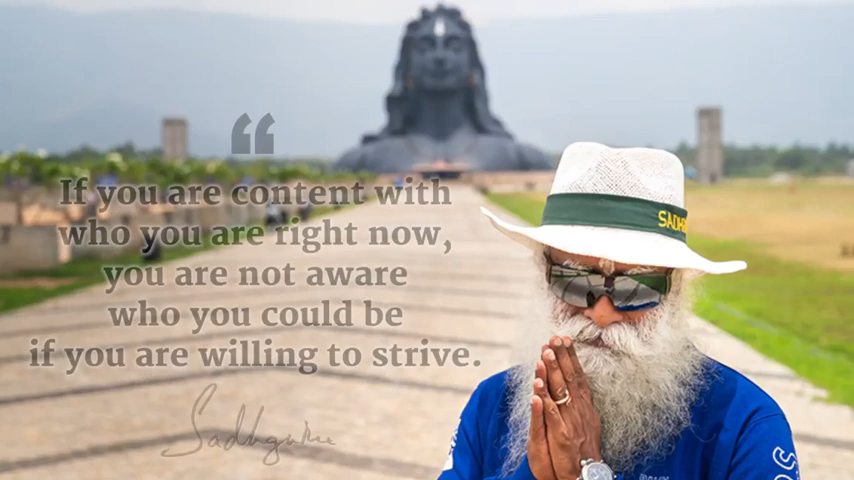 “
If you are content with
who you are right now,
you are not aware
who you could be
if you are willing to strive.
Sadhguru
SADH